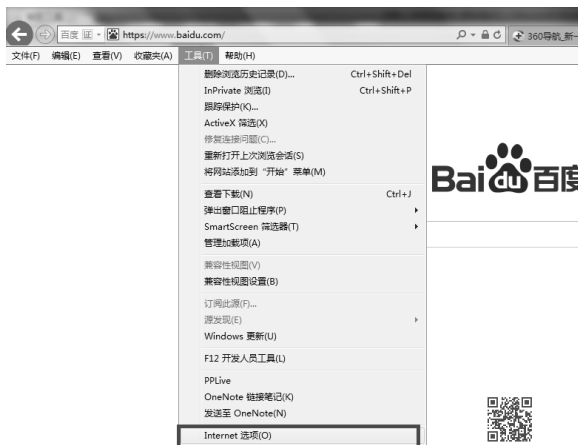 百度 证 https://www.baidu.com/ 360导航_新一
文件(F) 编辑(E) 查看(V) 收藏夹(A) 工具(T) 帮助(H)
删除浏览历史记录(D)... Ctrl+Shift+Del
InPrivate 浏览(I) Ctrl+Shift+P
跟踪保护(K)...
ActiveX 筛选(X)
修复连接问题(C)...
重新打开上次浏览会话(S)
将网站添加到“开始”菜单(M)
Bai du 百度
查看下载(N) Ctrl+J
弹出窗口阻止程序(P)
SmartScreen 筛选器(T)
管理加载项(A)
兼容性视图(V)
兼容性视图设置(B)
订阅此源(F)...
源发现(E)
Windows 更新(U)
F12 开发人员工具(L)
PPLive
OneNote 链接笔记(K)
发送至 OneNote(N)
Internet 选项(O)